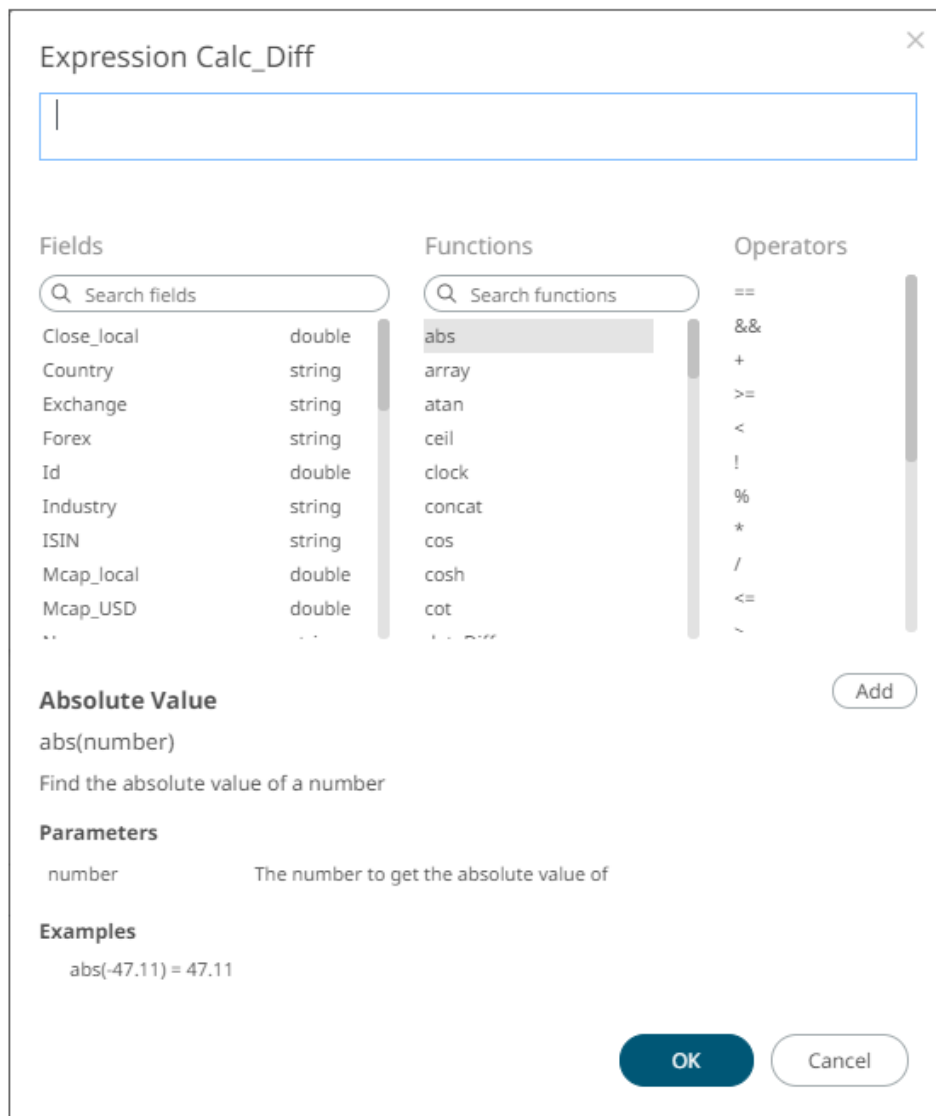 Expression Calc_Diff
Fields
Functions
Operators
Search fields
Search functions
Close_local double
Country string
Exchange string
Forex string
Id double
Industry string
ISIN string
Mcap_local double
Mcap_USD double
abs
array
atan
ceil
clock
concat
cos
cosh
cot
==
&&
+
>=
<
!
%
*
/
<=
Absolute Value
Add
abs(number)
Find the absolute value of a number
Parameters
number The number to get the absolute value of
Examples
abs(-47.11) = 47.11
OK
Cancel